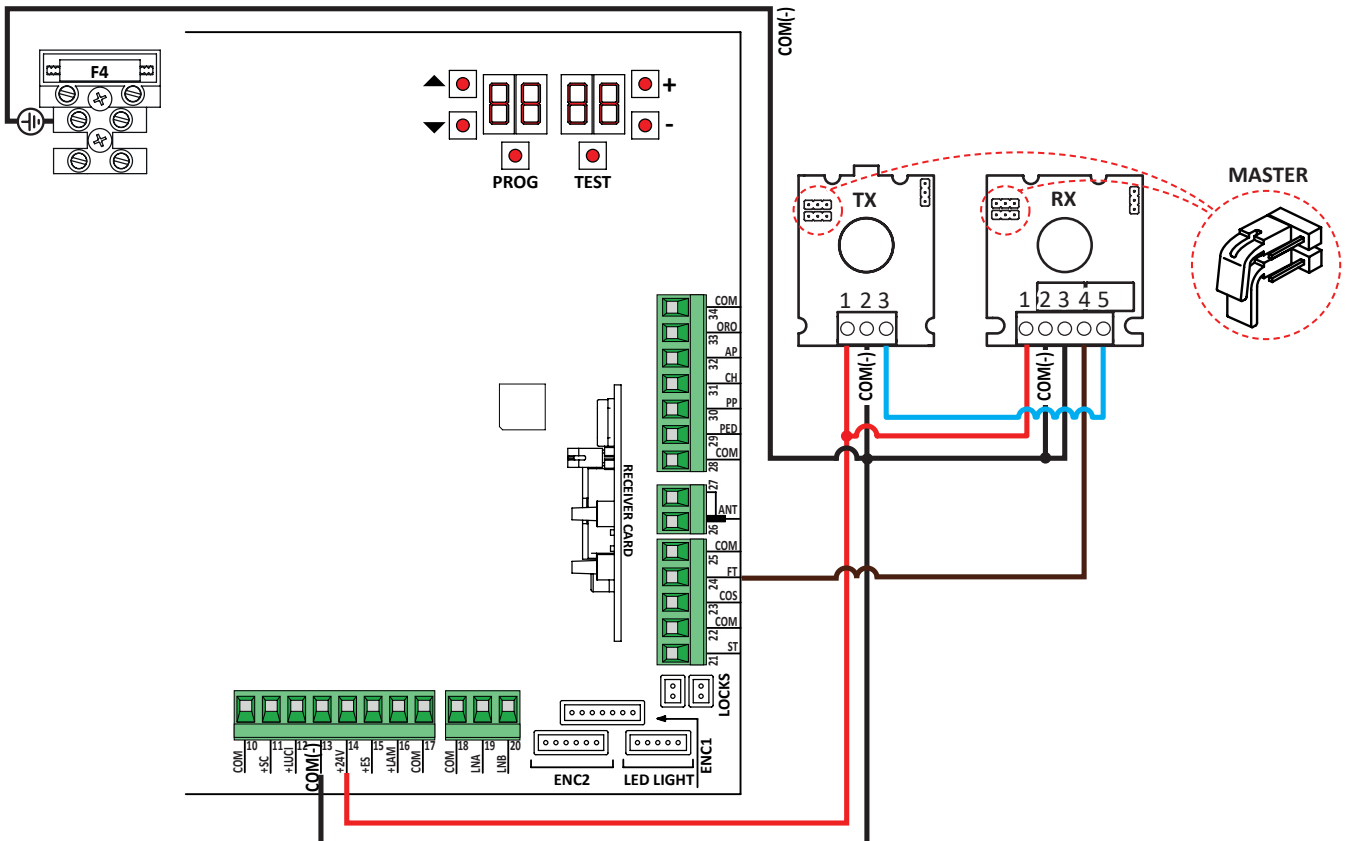 COM(-)
F4
+
-
PROG
TEST
MASTER
TX
RX
1 2 3
1 2 3 4 5
COM(-)
COM(-)
COM
34
ORO
33
AP
32
CH
31
PP
30
PED
29
COM
28
27
ANT
26
COM
25
FT
24
COS
23
COM
22
ST
21
RECEIVER CARD
LOCKS
ENC1
10 11 12 13 14 15 16 17
COM +SC +LUCI COM(-) +24V +ES +LAM COM
18 19 20
COM LNA LNB
ENC2
LED LIGHT